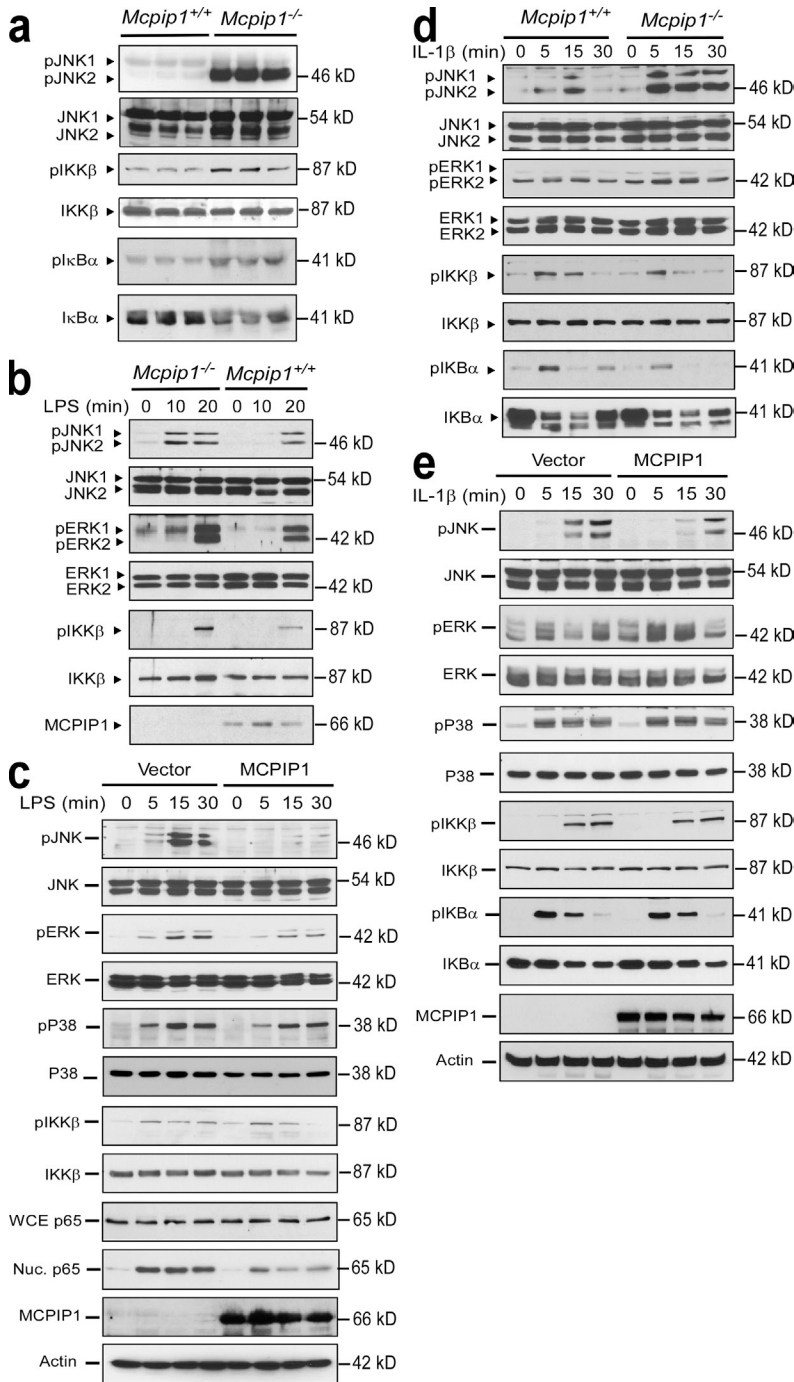 a
Mcpip1+/+ Mcpip1-/-
pJNK1
pJNK2 46 kD
JNK1 54 kD
JNK2
pIKKβ 87 kD
IKKβ 87 kD
pIκBα 41 kD
IκBα 41 kD
b
Mcpip1-/- Mcpip1+/+
LPS (min) 0 10 20 0 10 20
pJNK1
pJNK2 46 kD
JNK1 54 kD
JNK2
pERK1
pERK2 42 kD
ERK1
ERK2 42 kD
pIKKβ 87 kD
IKKβ 87 kD
MCPIP1 66 kD
c
Vector MCPIP1
LPS (min) 0 5 15 30 0 5 15 30
pJNK 46 kD
JNK 54 kD
pERK 42 kD
ERK 42 kD
pP38 38 kD
P38 38 kD
pIKKβ 87 kD
IKKβ 87 kD
WCE p65 65 kD
Nuc. p65 65 kD
MCPIP1 66 kD
Actin 42 kD
d
Mcpip1+/+ Mcpip1-/-
IL-1β (min) 0 5 15 30 0 5 15 30
pJNK1
pJNK2 46 kD
JNK1 54 kD
JNK2
pERK1
pERK2 42 kD
ERK1
ERK2 42 kD
pIKKβ 87 kD
IKKβ 87 kD
pIKBα 41 kD
IKBα 41 kD
e
Vector MCPIP1
IL-1β (min) 0 5 15 30 0 5 15 30
pJNK 46 kD
JNK 54 kD
pERK 42 kD
ERK 42 kD
pP38 38 kD
P38 38 kD
pIKKβ 87 kD
IKKβ 87 kD
pIKBα 41 kD
IKBα 41 kD
MCPIP1 66 kD
Actin 42 kD